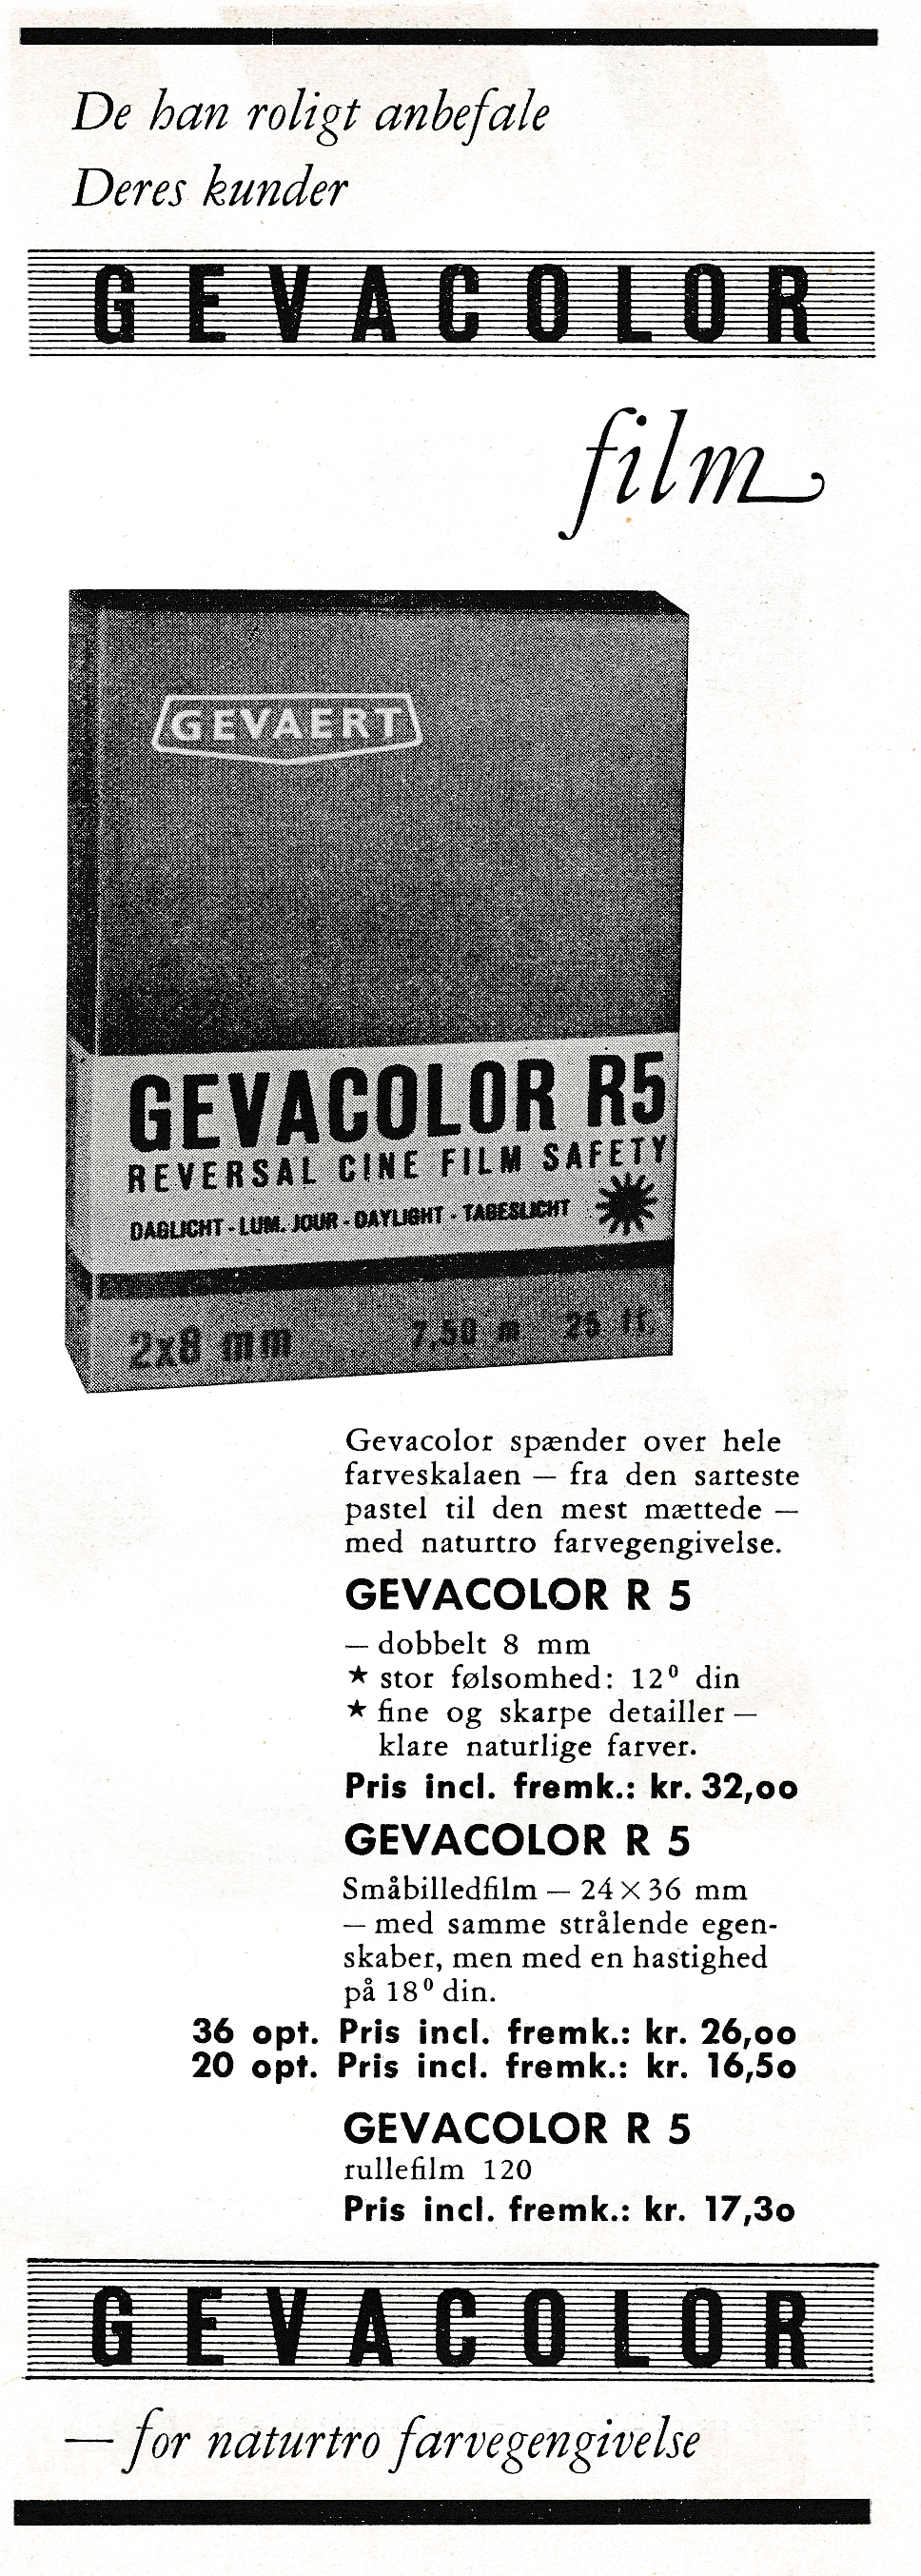 De han roligt anbefale
Deres kunder
GEVACOLOR
film
GEVAERT
GEVACOLOR R5
REVERSAL CINE FILM SAFETY
DAGLICHT - LUM. JOUR - DAYLIGHT - TAGESLICHT
2x8 mm 7,50 m 25 ft.
Gevacolor spænder over hele
farveskalaen — fra den sarteste
pastel til den mest mættede —
med naturtro farvegengivelse.
GEVACOLOR R 5
— dobbelt 8 mm
★ stor følsomhed: 12⁰ din
★ fine og skarpe detailler —
klare naturlige farver.
Pris incl. fremk.: kr. 32,oo
GEVACOLOR R 5
Småbilledfilm — 24×36 mm
— med samme strålende egen-
skaber, men med en hastighed
på 18⁰ din.
36 opt. Pris incl. fremk.: kr. 26,oo
20 opt. Pris incl. fremk.: kr. 16,5o
GEVACOLOR R 5
rullefilm 120
Pris incl. fremk.: kr. 17,3o
GEVACOLOR
— for naturtro farvegengivelse